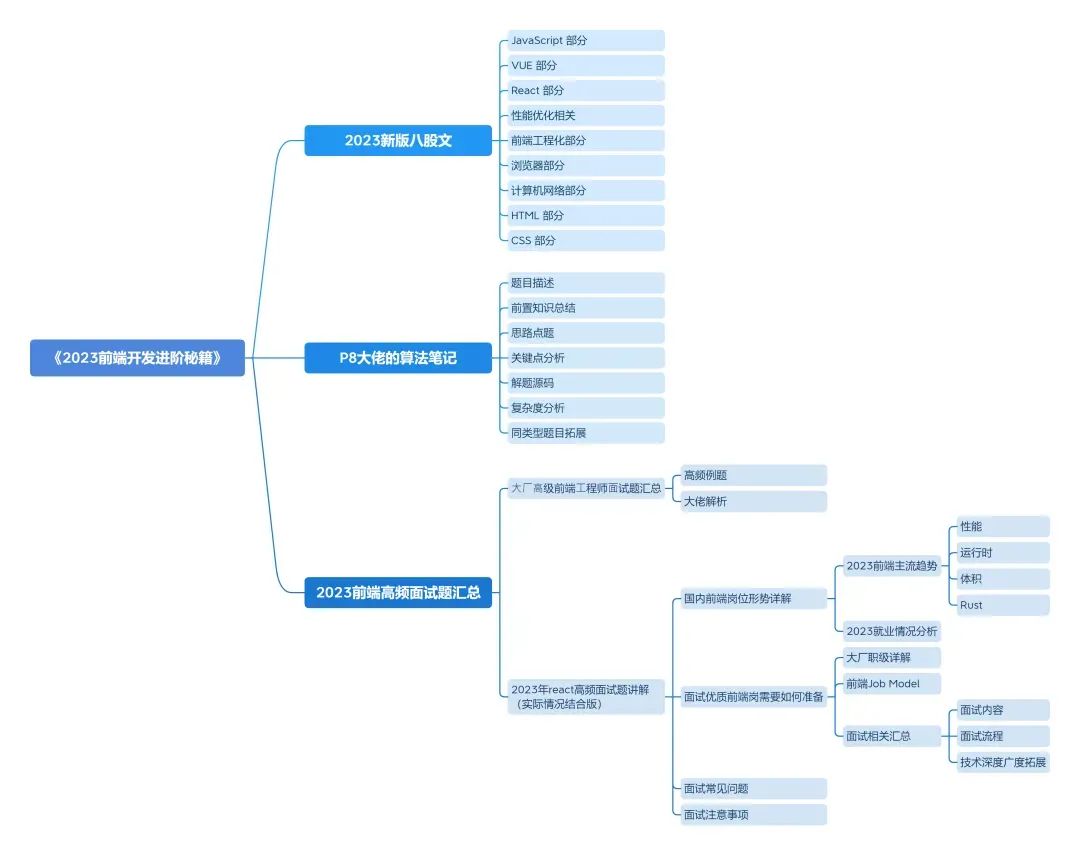 《2023前端开发进阶秘籍》
2023新版八股文
JavaScript 部分
VUE 部分
React 部分
性能优化相关
前端工程化部分
浏览器部分
计算机网络部分
HTML 部分
CSS 部分
P8大佬的算法笔记
题目描述
前置知识总结
思路点题
关键点分析
解题源码
复杂度分析
同类型题目拓展
2023前端高频面试题汇总
大厂高级前端工程师面试题汇总
高频例题
大佬解析
2023年react高频面试题讲解
（实际情况结合版）
国内前端岗位形势详解
2023前端主流趋势
性能
运行时
体积
Rust
2023就业情况分析
面试优质前端岗需要如何准备
大厂职级详解
前端Job Model
面试相关汇总
面试内容
面试流程
技术深度广度拓展
面试常见问题
面试注意事项